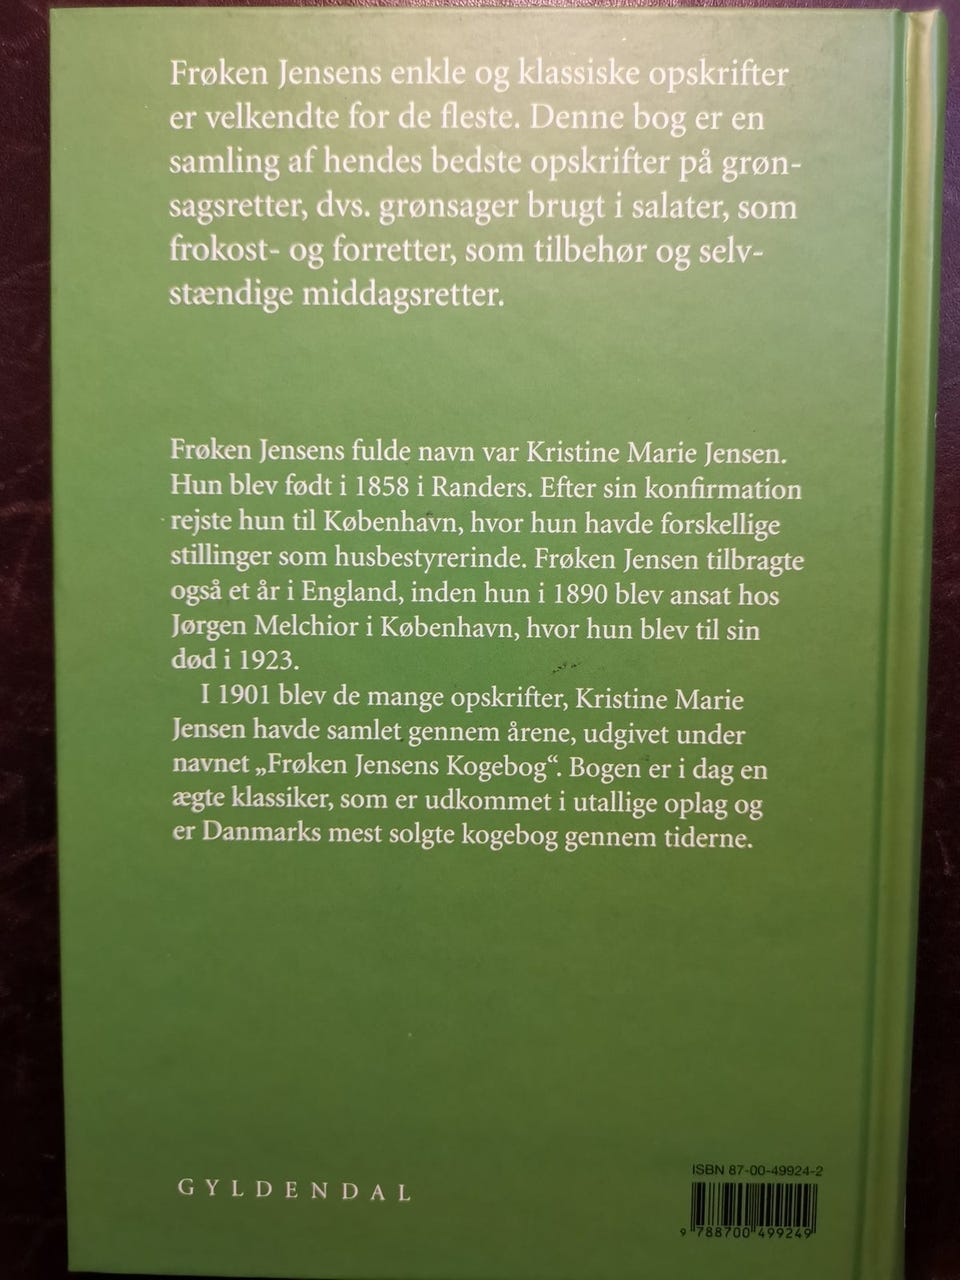 Frøken Jensens enkle og klassiske opskrifter
er velkendte for de fleste. Denne bog er en
samling af hendes bedste opskrifter på grøn-
sagsretter, dvs. grønsager brugt i salater, som
frokost- og forretter, som tilbehør og selv-
stændige middagsretter.
Frøken Jensens fulde navn var Kristine Marie Jensen.
Hun blev født i 1858 i Randers. Efter sin konfirmation
rejste hun til København, hvor hun havde forskellige
stillinger som husbestyrerinde. Frøken Jensen tilbragte
også et år i England, inden hun i 1890 blev ansat hos
Jørgen Melchior i København, hvor hun blev til sin
død i 1923.
I 1901 blev de mange opskrifter, Kristine Marie
Jensen havde samlet gennem årene, udgivet under
navnet „Frøken Jensens Kogebog“. Bogen er i dag en
ægte klassiker, som er udkommet i utallige oplag og
er Danmarks mest solgte kogebog gennem tiderne.
GYLDENDAL
ISBN 87-00-49924-2
9 788700 499249